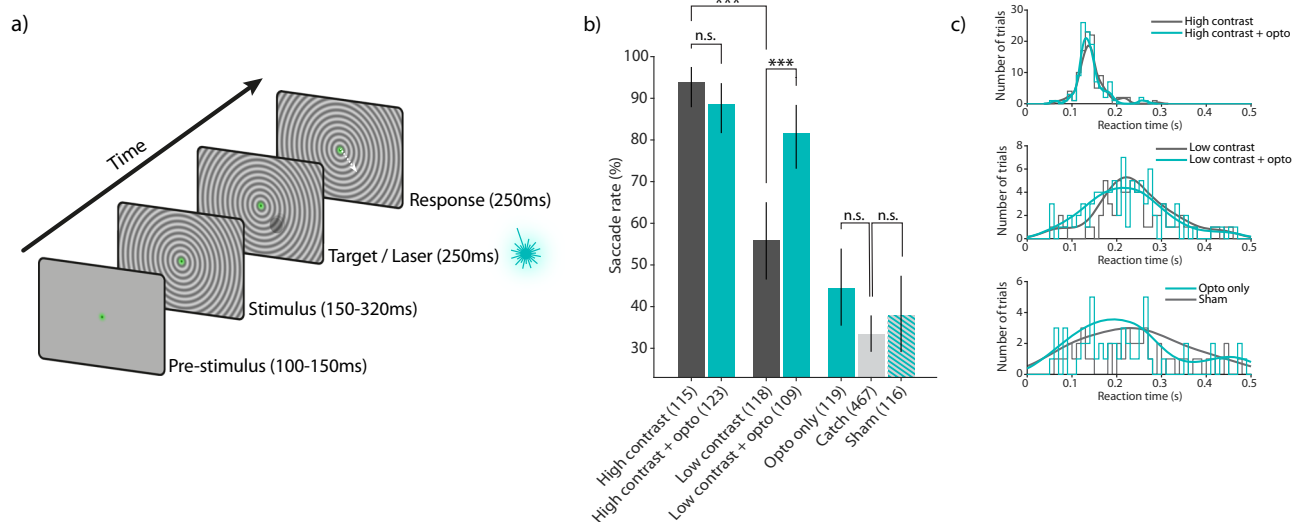 a)
Time
Response (250ms)
Target / Laser (250ms)
Stimulus (150-320ms)
Pre-stimulus (100-150ms)
b)
***
n.s.
***
n.s.
n.s.
Saccade rate (%)
100
90
80
70
60
50
40
30
High contrast (115)
High contrast + opto (123)
Low contrast (118)
Low contrast + opto (109)
Opto only (119)
Catch (467)
Sham (116)
c)
Number of trials
30
20
10
0
High contrast
High contrast + opto
0 0.1 0.2 0.3 0.4 0.5
Reaction time (s)
Number of trials
8
6
4
2
0
Low contrast
Low contrast + opto
0 0.1 0.2 0.3 0.4 0.5
Reaction time (s)
Number of trials
6
4
2
0
Opto only
Sham
0 0.1 0.2 0.3 0.4 0.5
Reaction time (s)